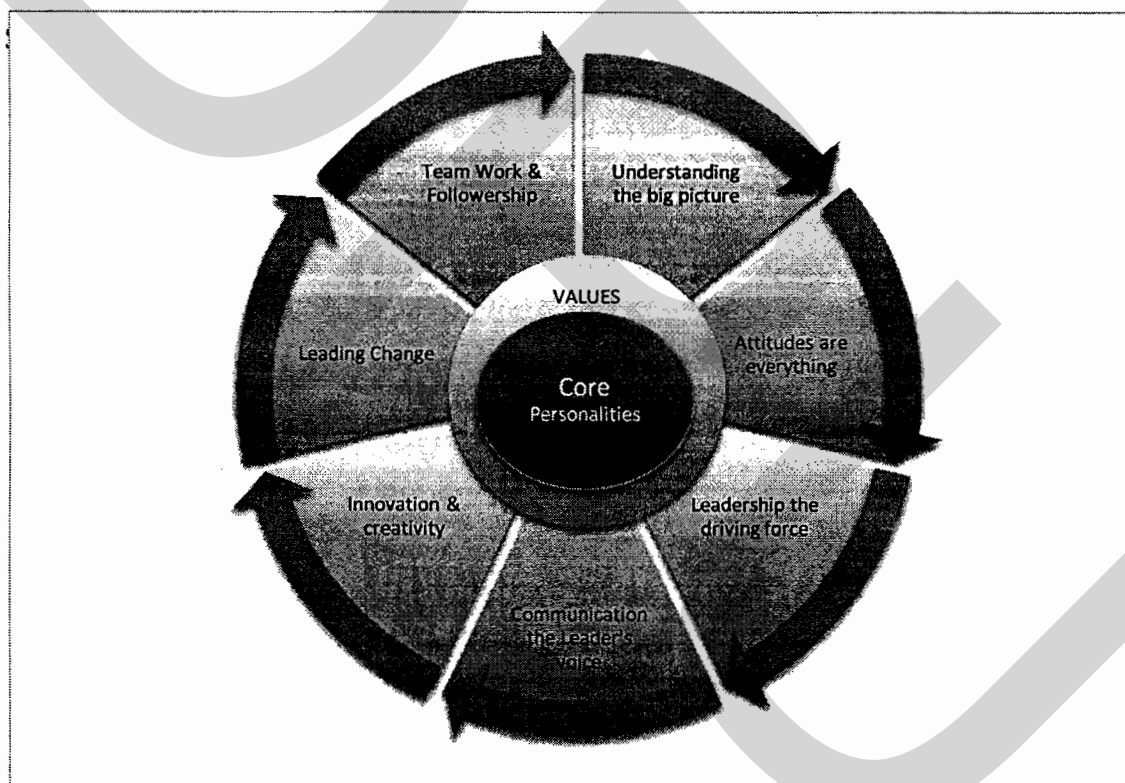 Team Work &
Followership
Understanding
the big picture
Attitudes are
everything
Leadership the
driving force
Communication
the Leader's
voice
Innovation &
creativity
Leading Change
VALUES
Core
Personalities